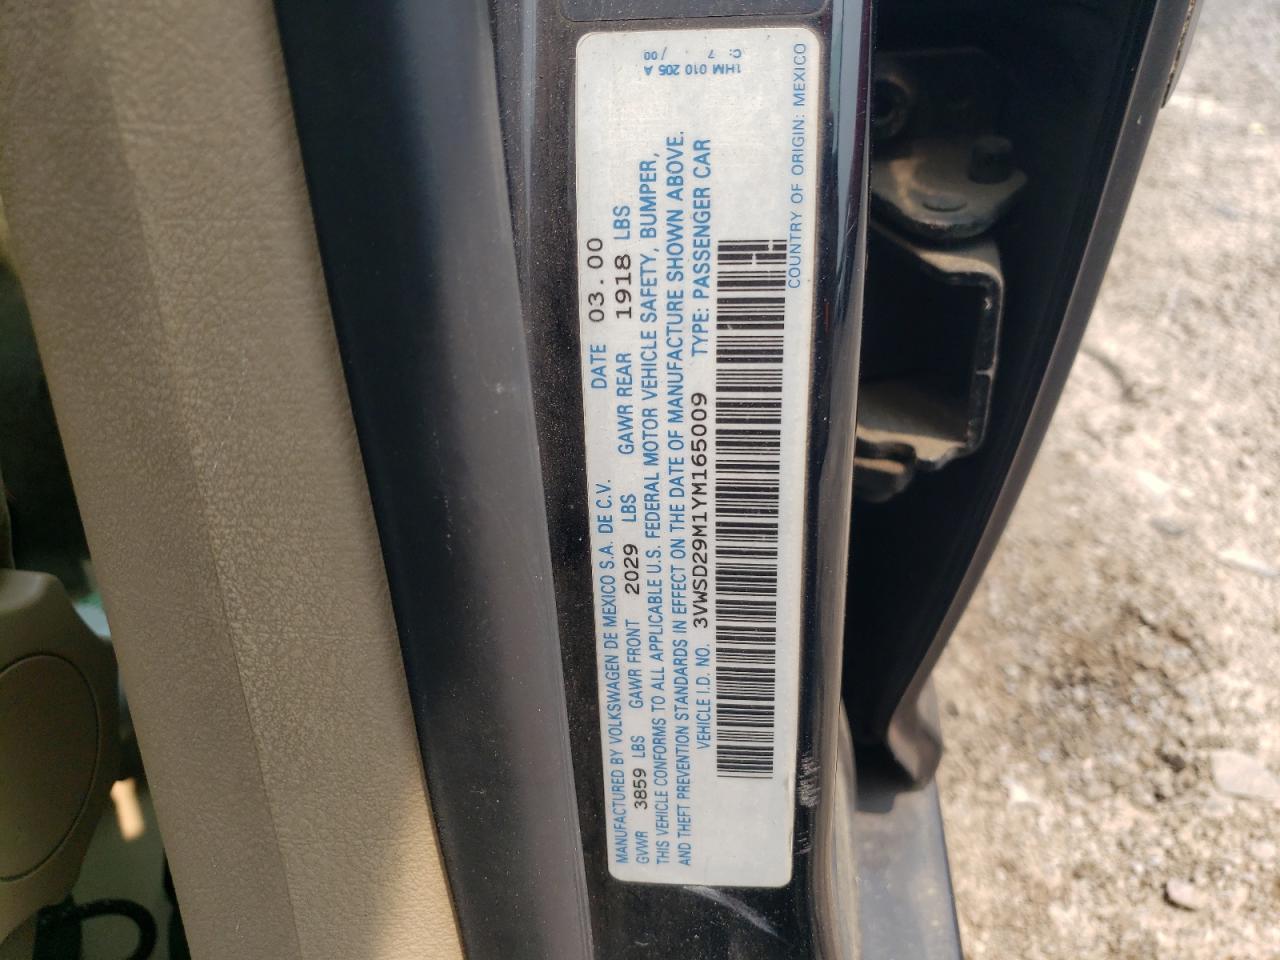 MANUFACTURED BY VOLKSWAGEN DE MEXICO S.A. DE C.V. DATE 03.00
GVWR 3859 LBS GAWR FRONT 2029 LBS GAWR REAR 1918 LBS
THIS VEHICLE CONFORMS TO ALL APPLICABLE U.S. FEDERAL MOTOR VEHICLE SAFETY, BUMPER,
AND THEFT PREVENTION STANDARDS IN EFFECT ON THE DATE OF MANUFACTURE SHOWN ABOVE.
VEHICLE I.D. NO. 3VWSD29M1YM165009 TYPE: PASSENGER CAR
COUNTRY OF ORIGIN: MEXICO
1HM 010 205 A
C: 7 /00